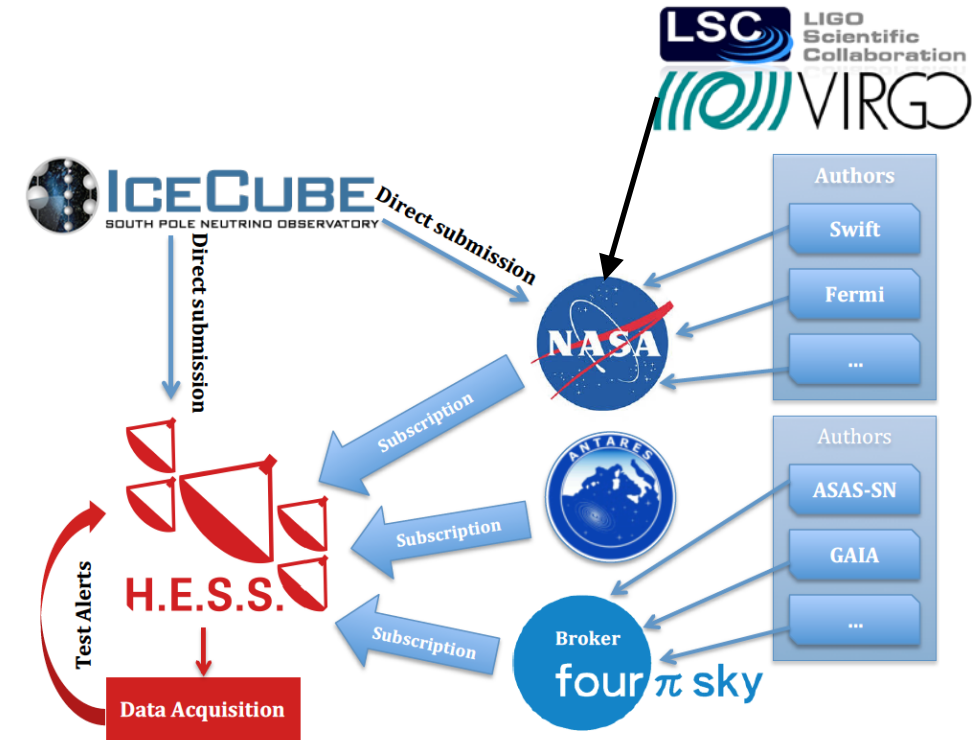 LSC
LIGO
Scientific
Collaboration
VIRGO
ICECUBE
SOUTH POLE NEUTRINO OBSERVATORY
Direct submission
Direct submission
Authors
Swift
Fermi
...
NASA
Subscription
ANTARES
Subscription
Authors
ASAS-SN
GAIA
...
H.E.S.S.
Test Alerts
Subscription
Broker
four π sky
Data Acquisition